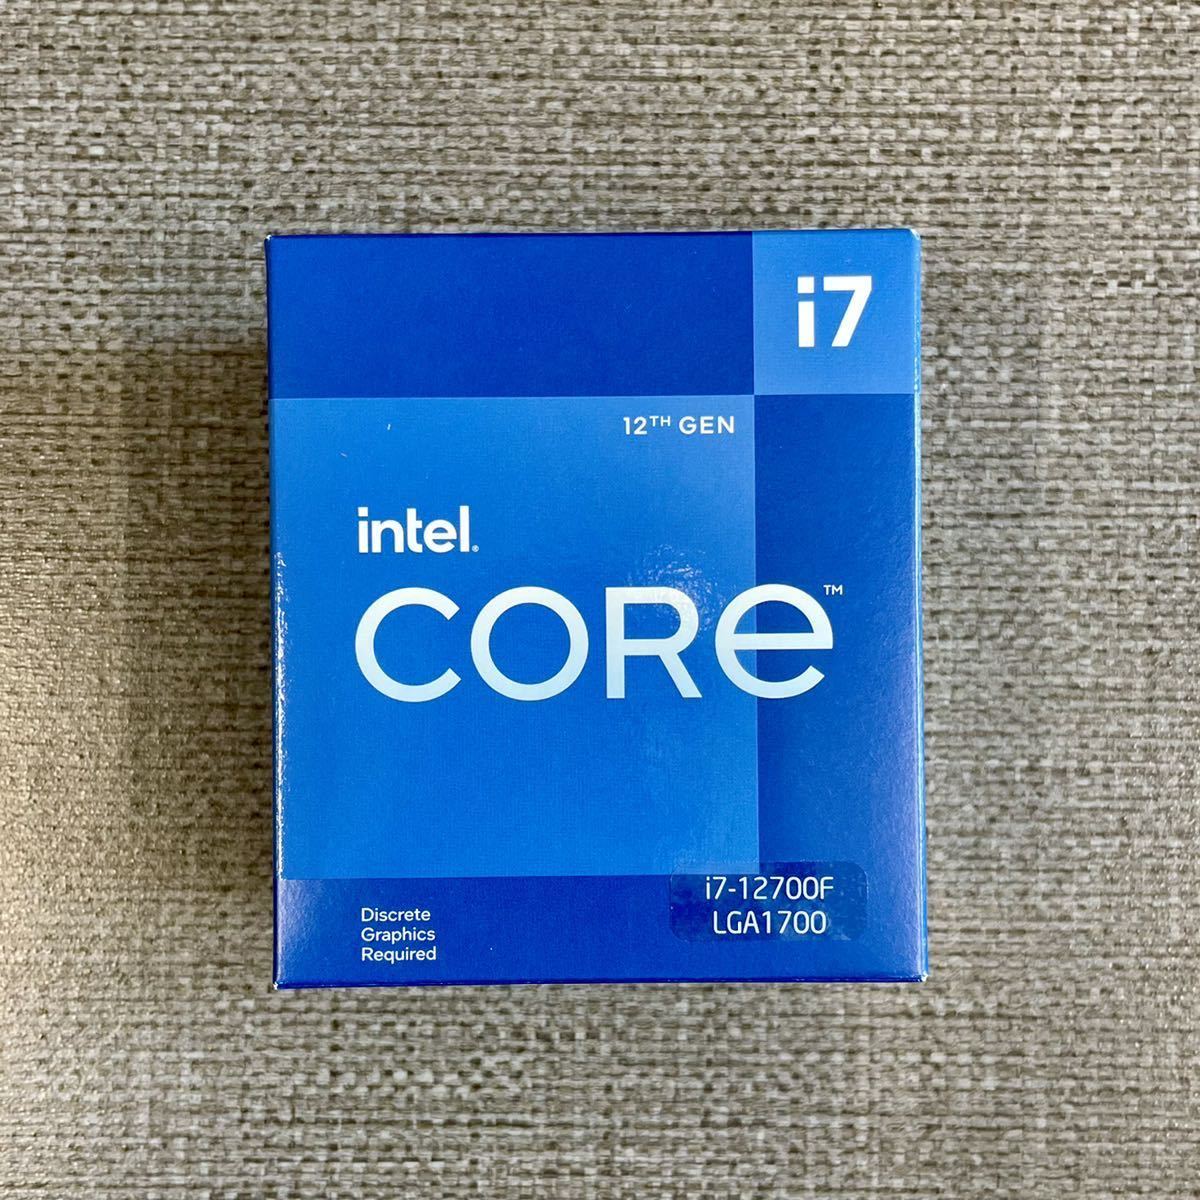 i7
12TH GEN
intel.
CORe™
Discrete
Graphics
Required
i7-12700F
LGA1700